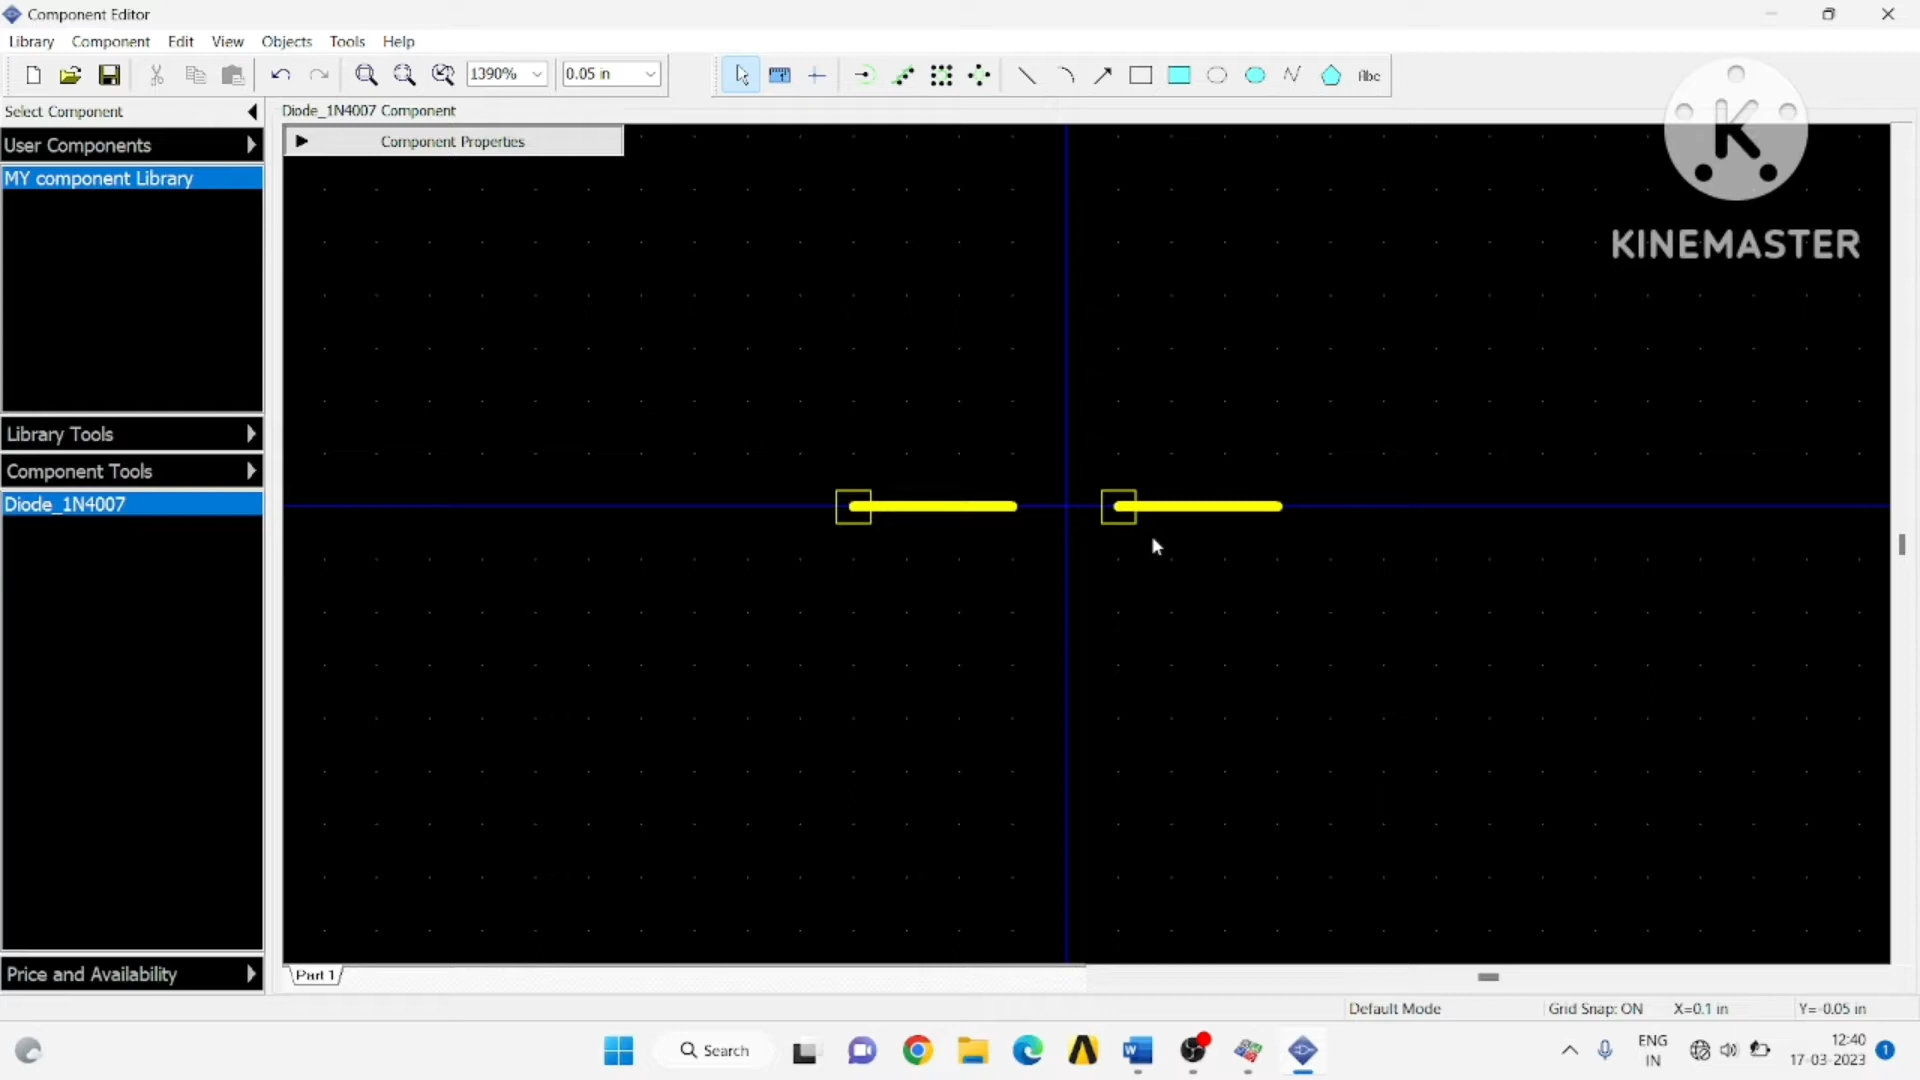 Component Editor
Library Component Edit View Objects Tools Help
1390% 0.05 in Abc
Select Component
Diode_1N4007 Component
User Components
Component Properties
MY component Library
K
KINEMASTER
Library Tools
Component Tools
Diode_1N4007
Price and Availability
Part 1
Default Mode Grid Snap: ON X=0.1 in Y=-0.05 in
Search
W
ENG
IN
12:40
17-03-2023
1